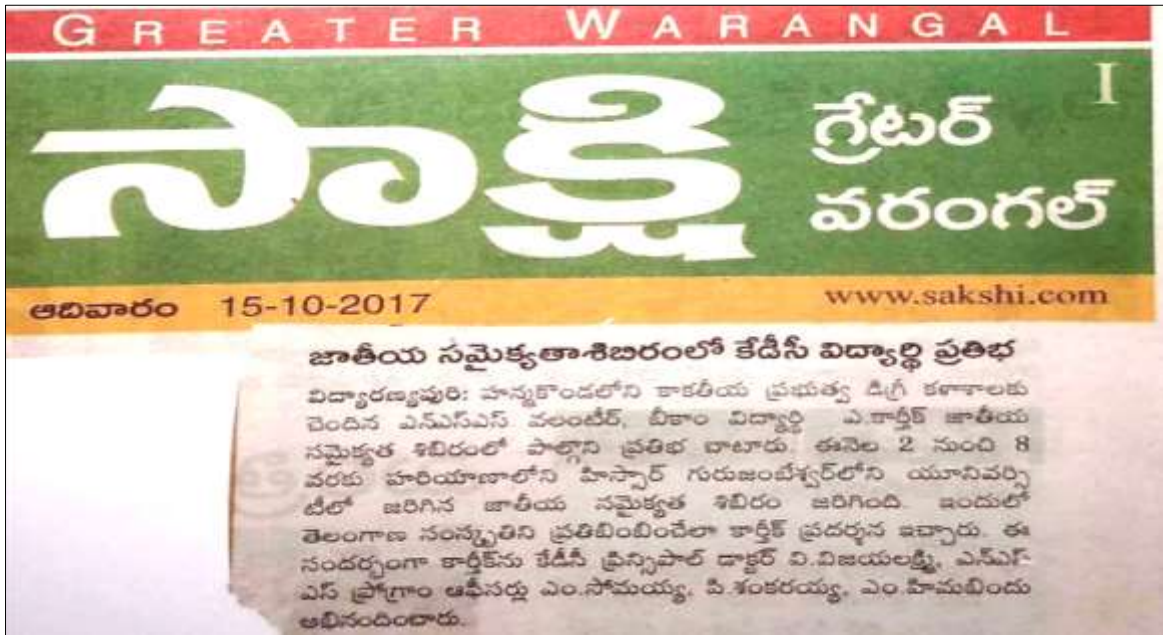 GREATER WARANGAL
I
సాక్షి
గ్రేటర్
వరంగల్
ఆదివారం 15-10-2017
www.sakshi.com
జాతీయ సమైక్యతాశిబిరంలో కేడీసీ విద్యార్థి ప్రతిభ
విద్యారణ్యపురి: హన్మకొండలోని కాకతీయ ప్రభుత్వ డిగ్రీ కళాశాలకు
చెందిన ఎన్ఎస్ఎస్ వలంటీర్, బీకాం విద్యార్థి ఎ.కార్తీక్ జాతీయ
సమైక్యత శిబిరంలో పాల్గొని ప్రతిభ చాటారు. ఈనెల 2 నుంచి 8
వరకు హరియాణాలోని హిస్సార్ గురుజంబేశ్వర్‌లోని యూనివర్సి
టీలో జరిగిన జాతీయ సమైక్యత శిబిరం జరిగింది. ఇందులో
తెలంగాణ సంస్కృతిని ప్రతిబింబించేలా కార్తీక్ ప్రదర్శన ఇచ్చారు. ఈ
సందర్భంగా కార్తీక్‌ను కేడీసీ ప్రిన్సిపాల్ డాక్టర్ వి.విజయలక్ష్మి, ఎన్ఎస్
ఎస్ ప్రోగ్రాం ఆఫీసర్లు ఎం.సోమయ్య, పి.శంకరయ్య, ఎం.హిమబిందు
అభినందించారు.